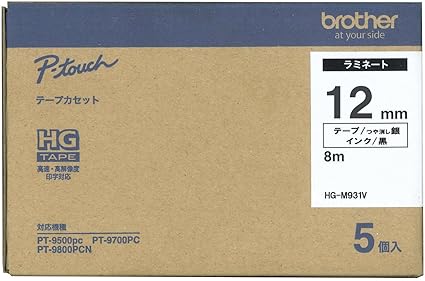 brother
at your side
P-touch
テープカセット
ラミネート
12 mm
テープ/つや消し銀
インク/黒
8m
HG
TAPE
高速・高解像度
印字対応
HG-M931V
対応機種
PT-9500pc PT-9700PC
PT-9800PCN
5個入